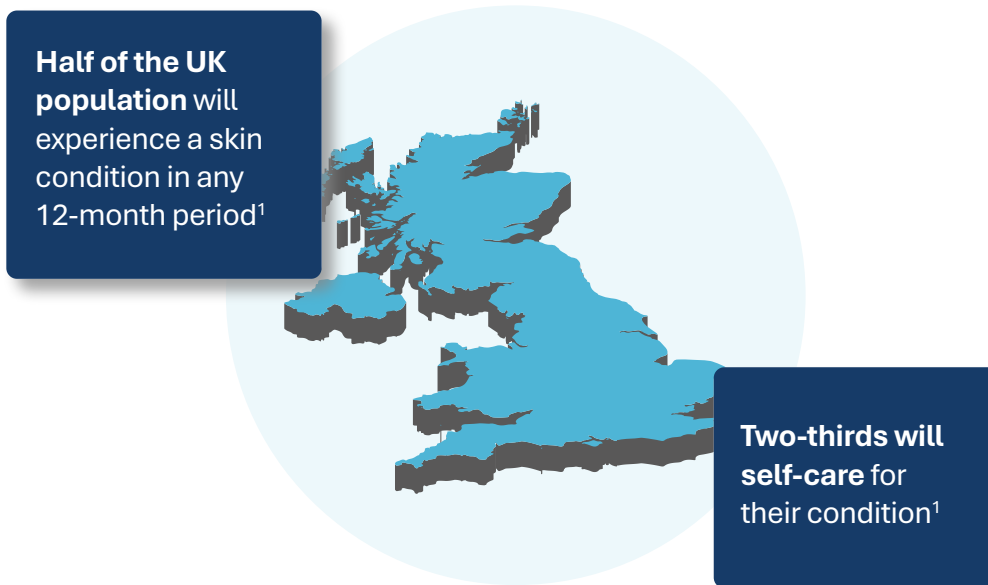 Half of the UK
population will
experience a skin
condition in any
12-month period¹
Two-thirds will
self-care for
their condition¹